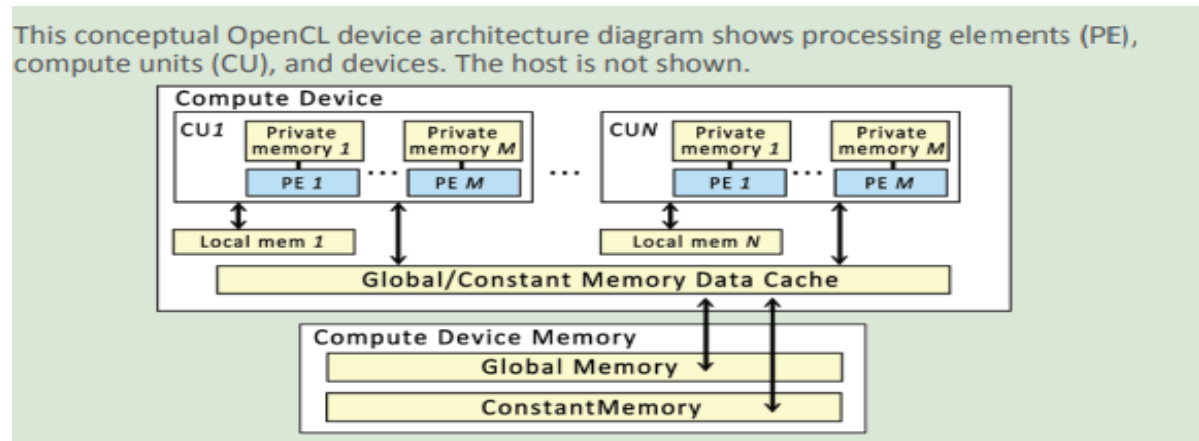 This conceptual OpenCL device architecture diagram shows processing elements (PE),
compute units (CU), and devices. The host is not shown.
Compute Device
CU1
Private
memory 1
Private
memory M
PE 1
...
PE M
...
CUN
Private
memory 1
Private
memory M
PE 1
...
PE M
Local mem 1
Local mem N
Global/Constant Memory Data Cache
Compute Device Memory
Global Memory
ConstantMemory